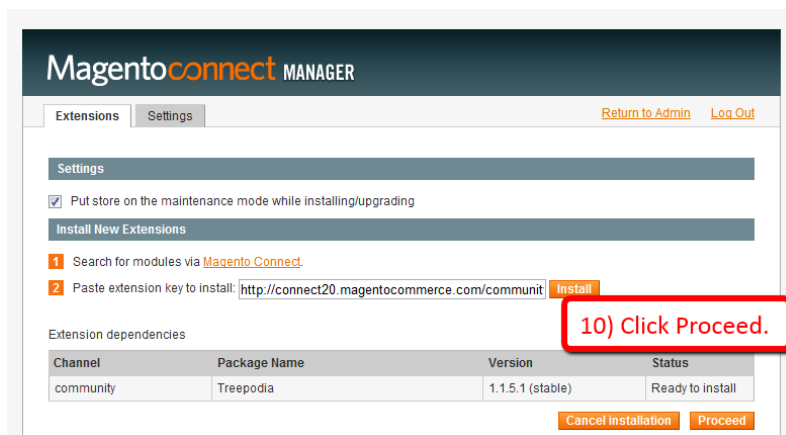 Magentoconnect MANAGER
Extensions Settings Return to Admin Log Out
Settings
Put store on the maintenance mode while installing/upgrading
Install New Extensions
1 Search for modules via Magento Connect.
2 Paste extension key to install: http://connect20.magentocommerce.com/communit Install
10) Click Proceed.
Extension dependencies
Channel Package Name Version Status
community Treepodia 1.1.5.1 (stable) Ready to install
Cancel installation Proceed